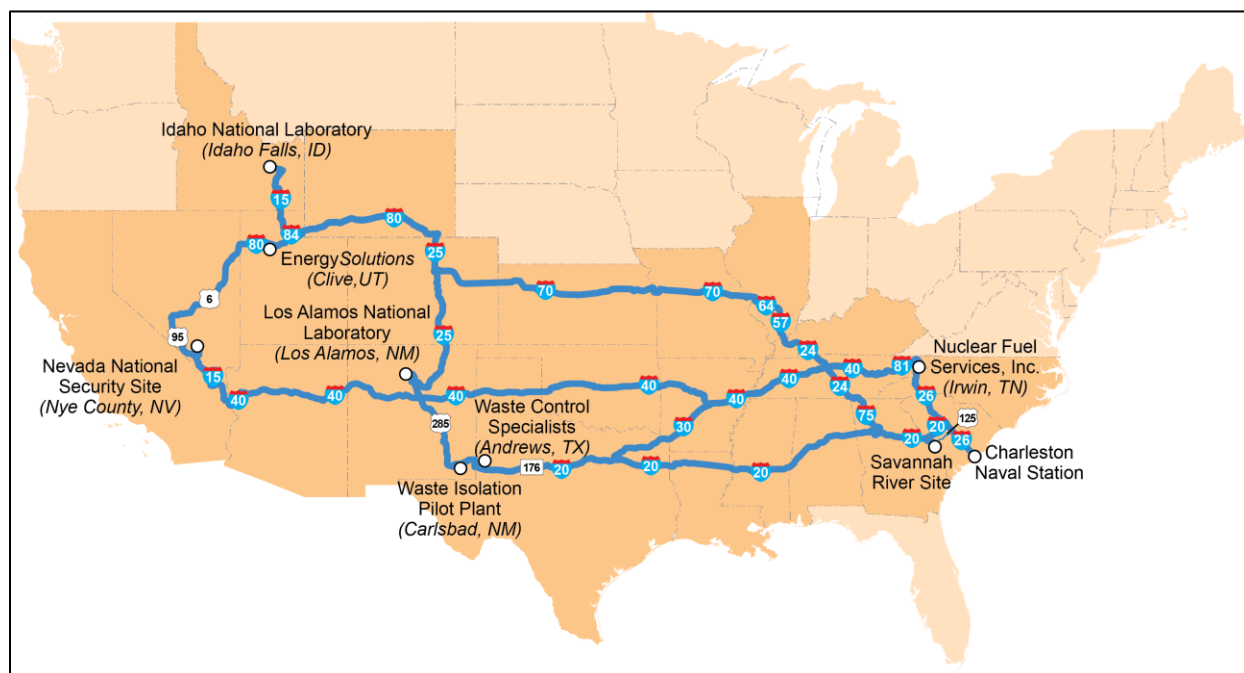 Idaho National Laboratory
(Idaho Falls, ID)
15
80
84
80
EnergySolutions
(Clive,UT)
25
6
70
70
64
57
Los Alamos National
Laboratory
(Los Alamos, NM)
25
95
24
Nuclear Fuel
Services, Inc.
(Irwin, TN)
81
40
40
Nevada National
Security Site
(Nye County, NV)
15
40
40
40
40
40
24
26
Waste Control
Specialists
(Andrews, TX)
285
30
75
125
20
20
26
Charleston
Naval Station
Savannah
River Site
176
20
20
20
Waste Isolation
Pilot Plant
(Carlsbad, NM)